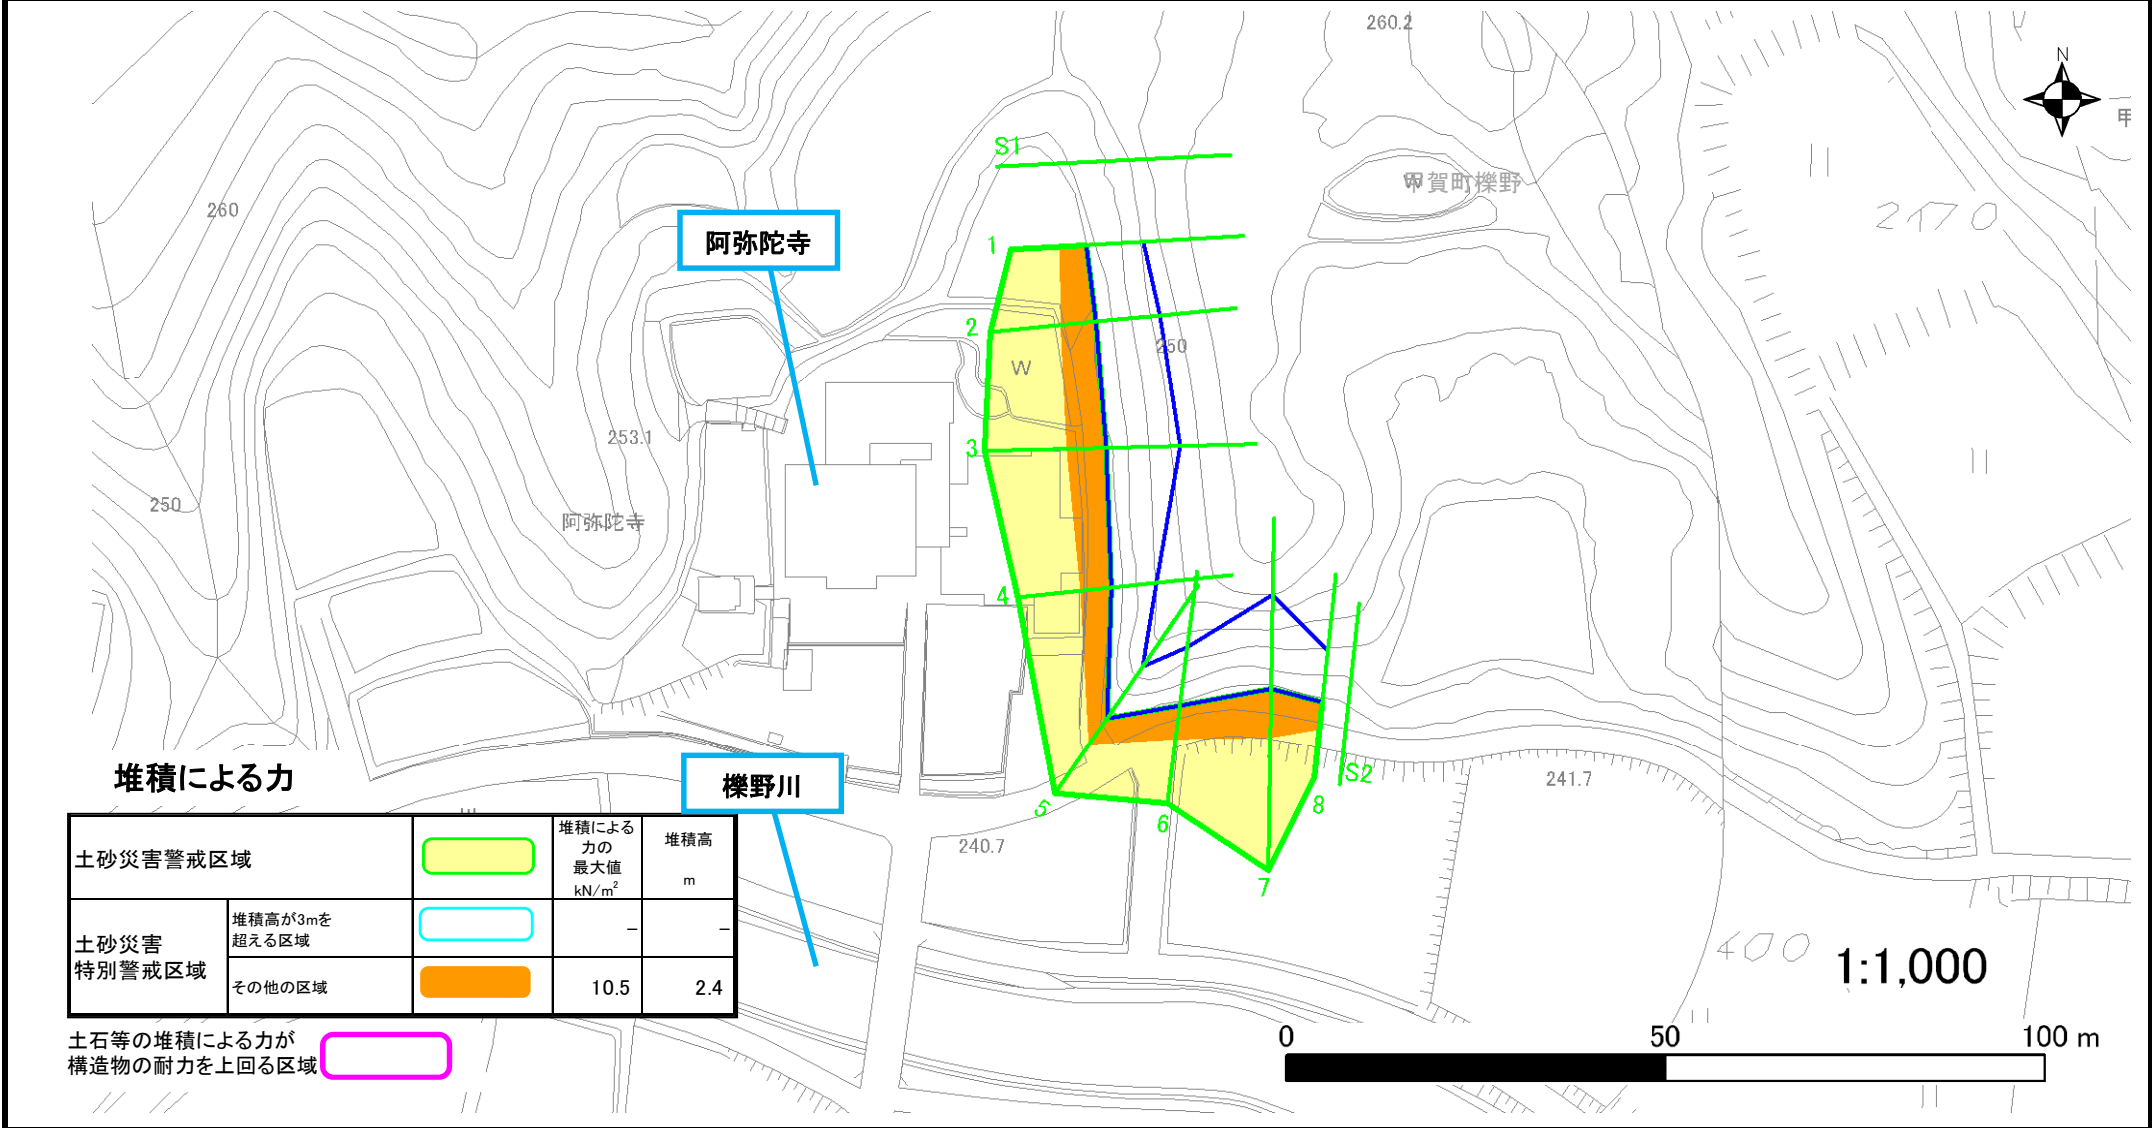 260.2
N
甲
S1
甲賀町櫟野
2170
260
阿弥陀寺
1
2
250
W
253.1
3
250
阿弥陀寺
4
堆積による力
櫟野川
S2
241.7
5
6
8
240.7
7
土砂災害警戒区域
堆積による
力の
最大値
kN/m²
堆積高
m
土砂災害
特別警戒区域
堆積高が3mを
超える区域
－
－
その他の区域
10.5
2.4
土石等の堆積による力が
構造物の耐力を上回る区域
400
1:1,000
0
50
100 m